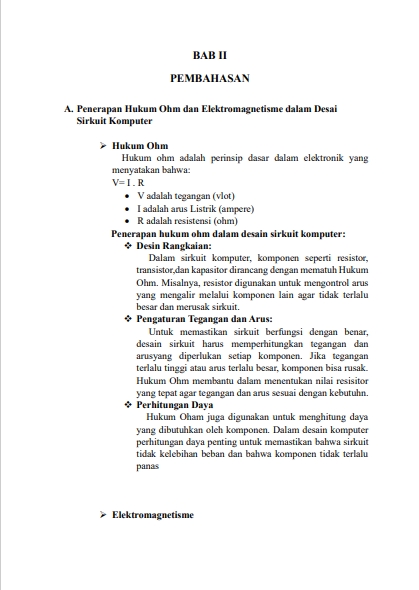 BAB II
PEMBAHASAN
A. Penerapan Hukum Ohm dan Elektromagnetisme dalam Desai
Sirkuit Komputer
➢ Hukum Ohm
Hukum ohm adalah perinsip dasar dalam elektronik yang
menyatakan bahwa:
V= I . R
• V adalah tegangan (vlot)
• I adalah arus Listrik (ampere)
• R adalah resistensi (ohm)
Penerapan hukum ohm dalam desain sirkuit komputer:
❖ Desin Rangkaian:
Dalam sirkuit komputer, komponen seperti resistor,
transistor,dan kapasitor dirancang dengan mematuh Hukum
Ohm. Misalnya, resistor digunakan untuk mengontrol arus
yang mengalir melalui komponen lain agar tidak terlalu
besar dan merusak sirkuit.
❖ Pengaturan Tegangan dan Arus:
Untuk memastikan sirkuit berfungsi dengan benar,
desain sirkuit harus memperhitungkan tegangan dan
arusyang diperlukan setiap komponen. Jika tegangan
terlalu tinggi atau arus terlalu besar, komponen bisa rusak.
Hukum Ohm membantu dalam menentukan nilai resisitor
yang tepat agar tegangan dan arus sesuai dengan kebutuhn.
❖ Perhitungan Daya
Hukum Oham juga digunakan untuk menghitung daya
yang dibutuhkan oleh komponen. Dalam desain komputer
perhitungan daya penting untuk memastikan bahwa sirkuit
tidak kelebihan beban dan bahwa komponen tidak terlalu
panas
➢ Elektromagnetisme